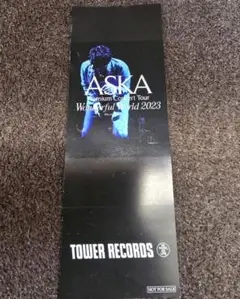 ASKA
Premium Concert Tour
Wonderful World 2023
TOWER RECORDS
NOT FOR SALE